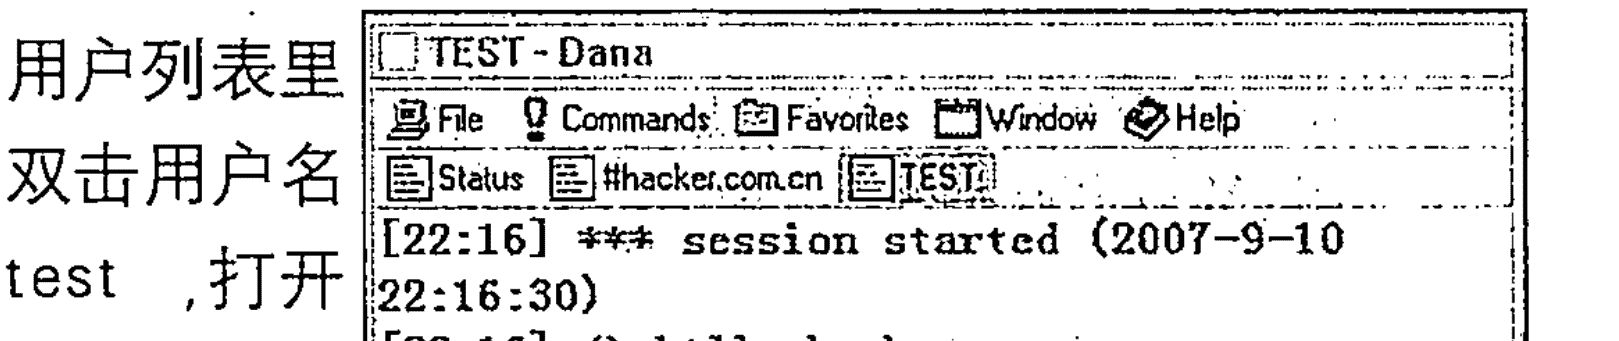 用户列表里
双击用户名
test ,打开
TEST - Dana
File Commands Favorites Window Help
Status #hacker.com.cn TEST
[22:16] *** session started (2007-9-10
22:16:30)